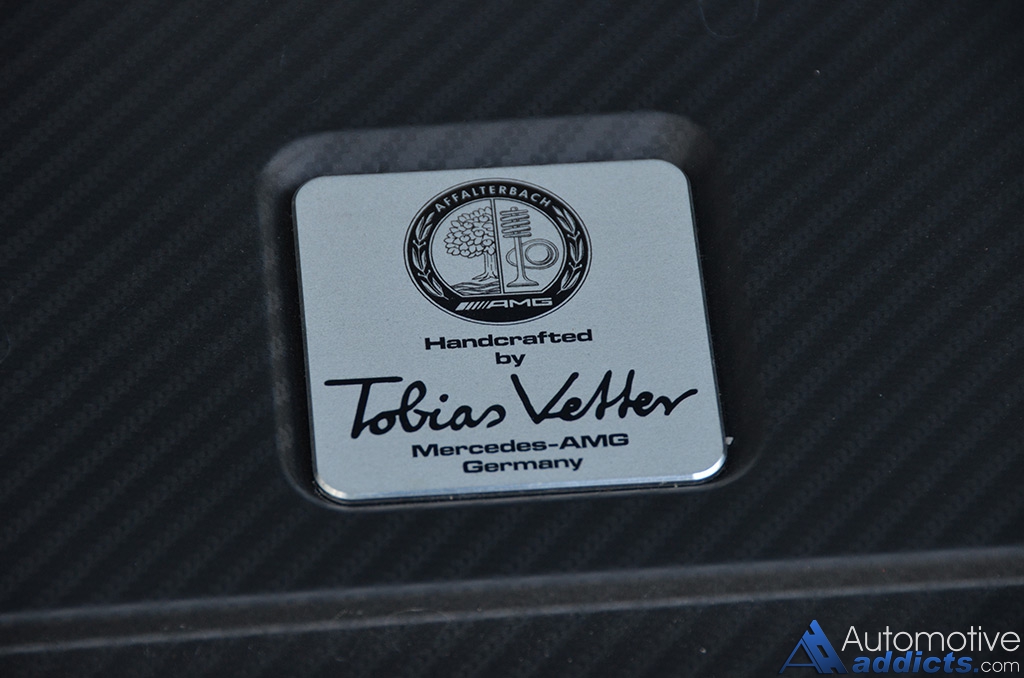 AFFALTERBACH
AMG
Handcrafted
by
Tobias Vetter
Mercedes-AMG
Germany
Automotive
addicts.com